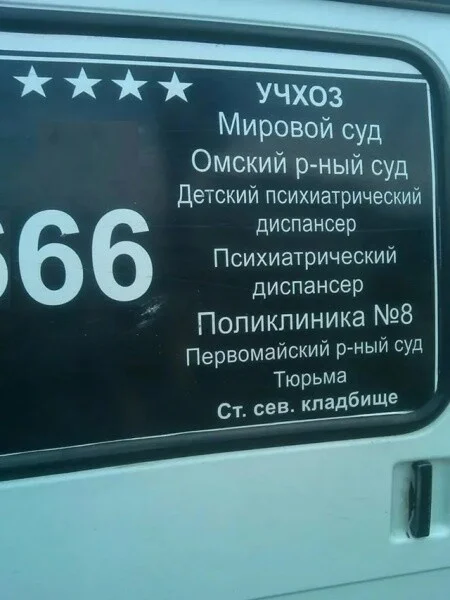 УЧХОЗ
Мировой суд
Омский р-ный суд
Детский психиатрический
диспансер
Психиатрический
диспансер
Поликлиника №8
Первомайский р-ный суд
Тюрьма
Ст. сев. кладбище
666